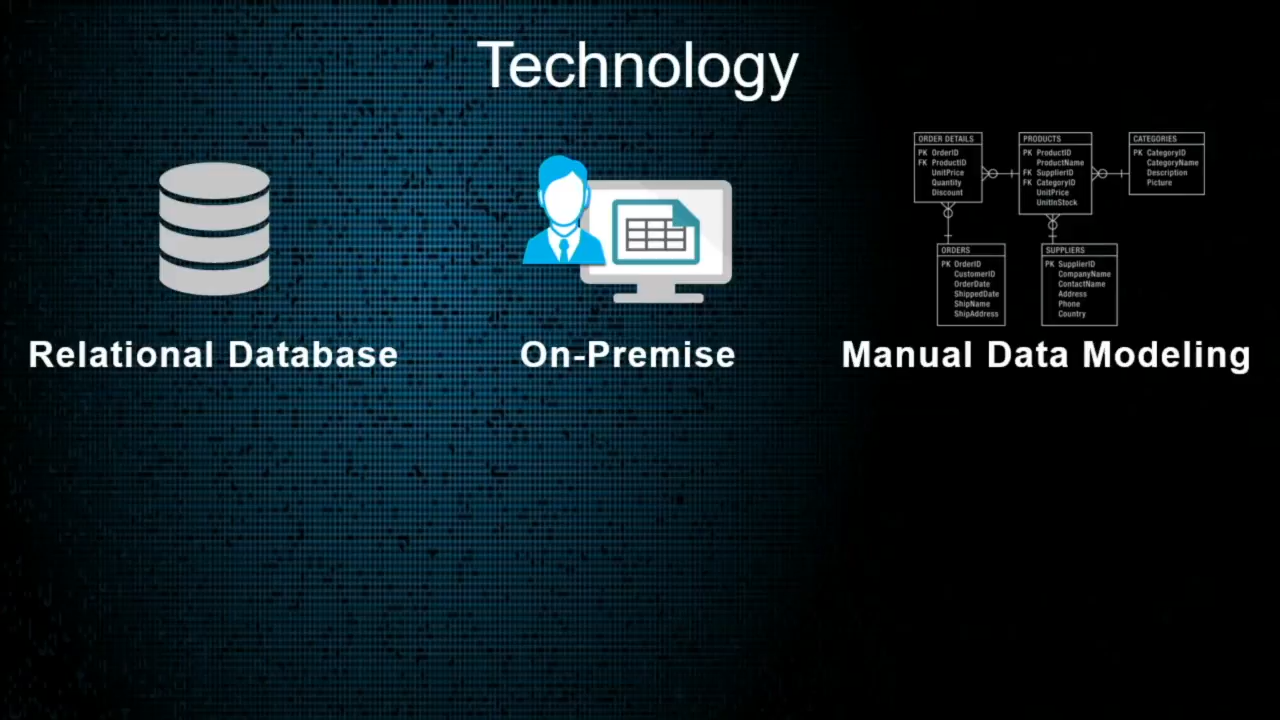 Technology
Relational Database
On-Premise
Manual Data Modeling
ORDER DETAILS
PK OrderID
FK ProductID
UnitPrice
Quantity
Discount
PRODUCTS
PK ProductID
ProductName
FK SupplierID
FK CategoryID
UnitPrice
UnitInStock
CATEGORIES
PK CategoryID
CategoryName
Description
Picture
ORDERS
PK OrderID
CustomerID
OrderDate
ShippedDate
ShipName
ShipAddress
SUPPLIERS
PK SupplierID
CompanyName
ContactName
Address
Phone
Country